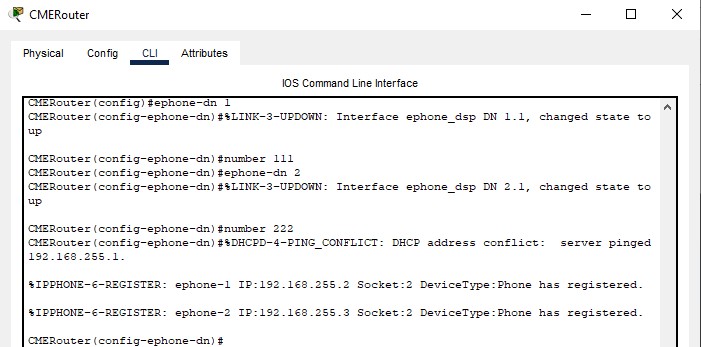 CMERouter
Physical Config CLI Attributes
IOS Command Line Interface
CMERouter(config)#ephone-dn 1
CMERouter(config-ephone-dn)#%LINK-3-UPDOWN: Interface ephone_dsp DN 1.1, changed state to
up
CMERouter(config-ephone-dn)#number 111
CMERouter(config-ephone-dn)#ephone-dn 2
CMERouter(config-ephone-dn)#%LINK-3-UPDOWN: Interface ephone_dsp DN 2.1, changed state to
up
CMERouter(config-ephone-dn)#number 222
CMERouter(config-ephone-dn)#%DHCPD-4-PING_CONFLICT: DHCP address conflict:  server pinged
192.168.255.1.
%IPPHONE-6-REGISTER: ephone-1 IP:192.168.255.2 Socket:2 DeviceType:Phone has registered.
%IPPHONE-6-REGISTER: ephone-2 IP:192.168.255.3 Socket:2 DeviceType:Phone has registered.
CMERouter(config-ephone-dn)#